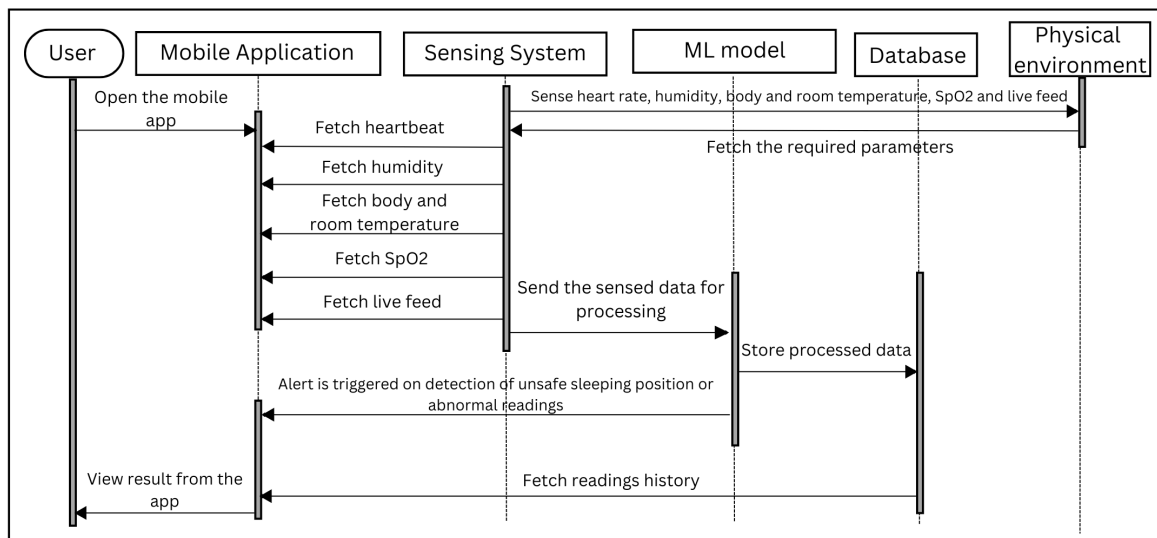 User
Mobile Application
Sensing System
ML model
Database
Physical
environment
Open the mobile
app
Sense heart rate, humidity, body and room temperature, SpO2 and live feed
Fetch heartbeat
Fetch the required parameters
Fetch humidity
Fetch body and
room temperature
Fetch SpO2
Fetch live feed
Send the sensed data for
processing
Store processed data
Alert is triggered on detection of unsafe sleeping position or
abnormal readings
View result from the
app
Fetch readings history